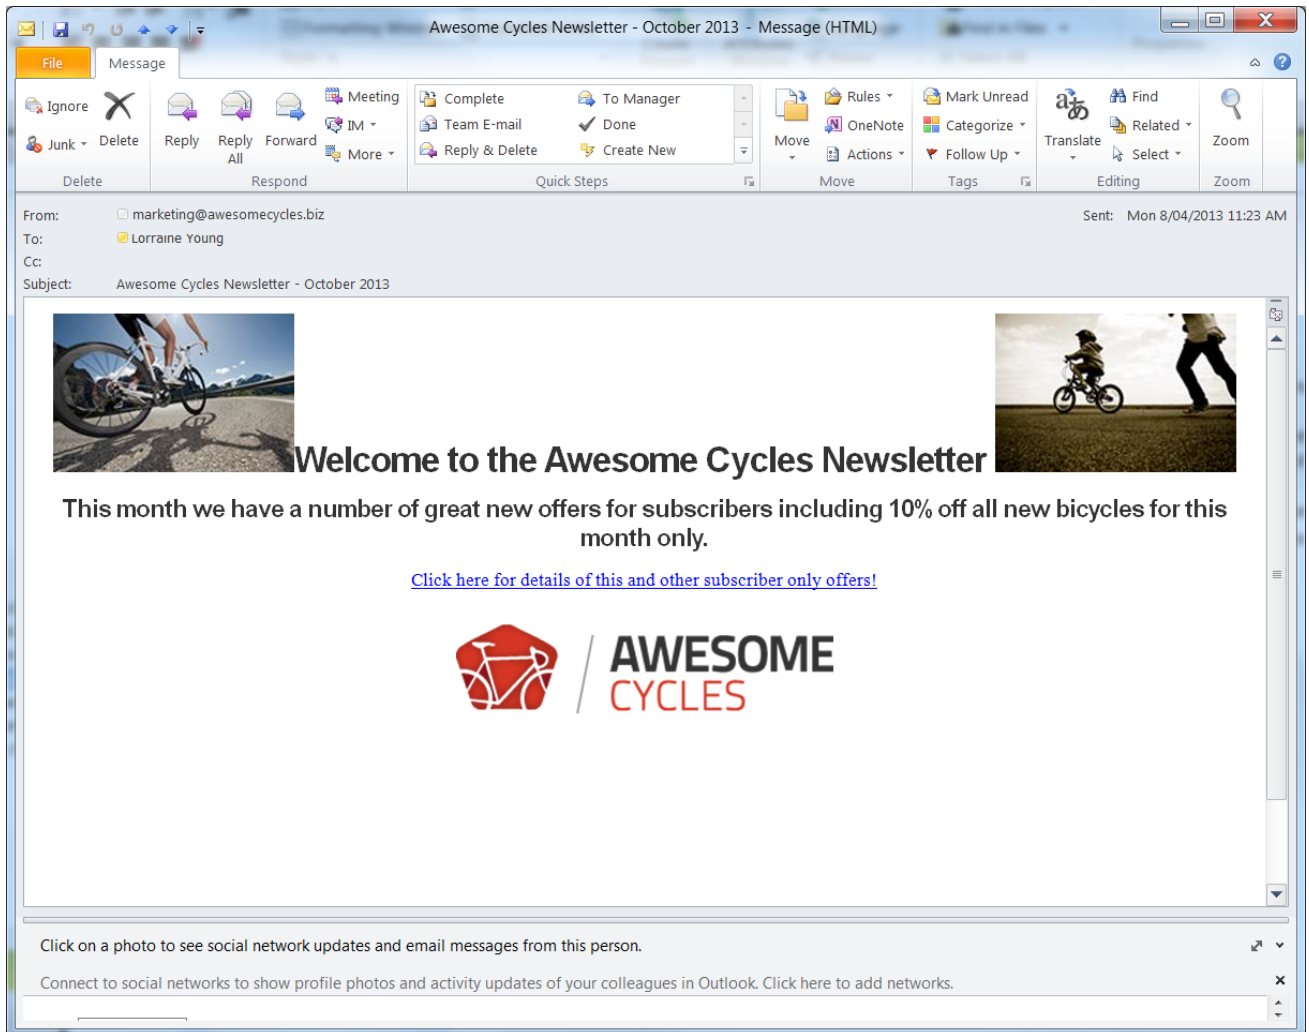 Awesome Cycles Newsletter - October 2013 - Message (HTML)
File Message
Ignore
Junk
Delete
Delete
Reply
Reply All
Forward
Meeting
IM
More
Respond
Complete To Manager
Team E-mail Done
Reply & Delete Create New
Quick Steps
Move
Rules
OneNote
Actions
Move
Mark Unread
Categorize
Follow Up
Tags
Translate
Find
Related
Select
Editing
Zoom
Zoom
From: marketing@awesomecycles.biz Sent: Mon 8/04/2013 11:23 AM
To: Lorraine Young
Cc:
Subject: Awesome Cycles Newsletter - October 2013
Welcome to the Awesome Cycles Newsletter
This month we have a number of great new offers for subscribers including 10% off all new bicycles for this
month only.
Click here for details of this and other subscriber only offers!
AWESOME
CYCLES
Click on a photo to see social network updates and email messages from this person.
Connect to social networks to show profile photos and activity updates of your colleagues in Outlook. Click here to add networks.